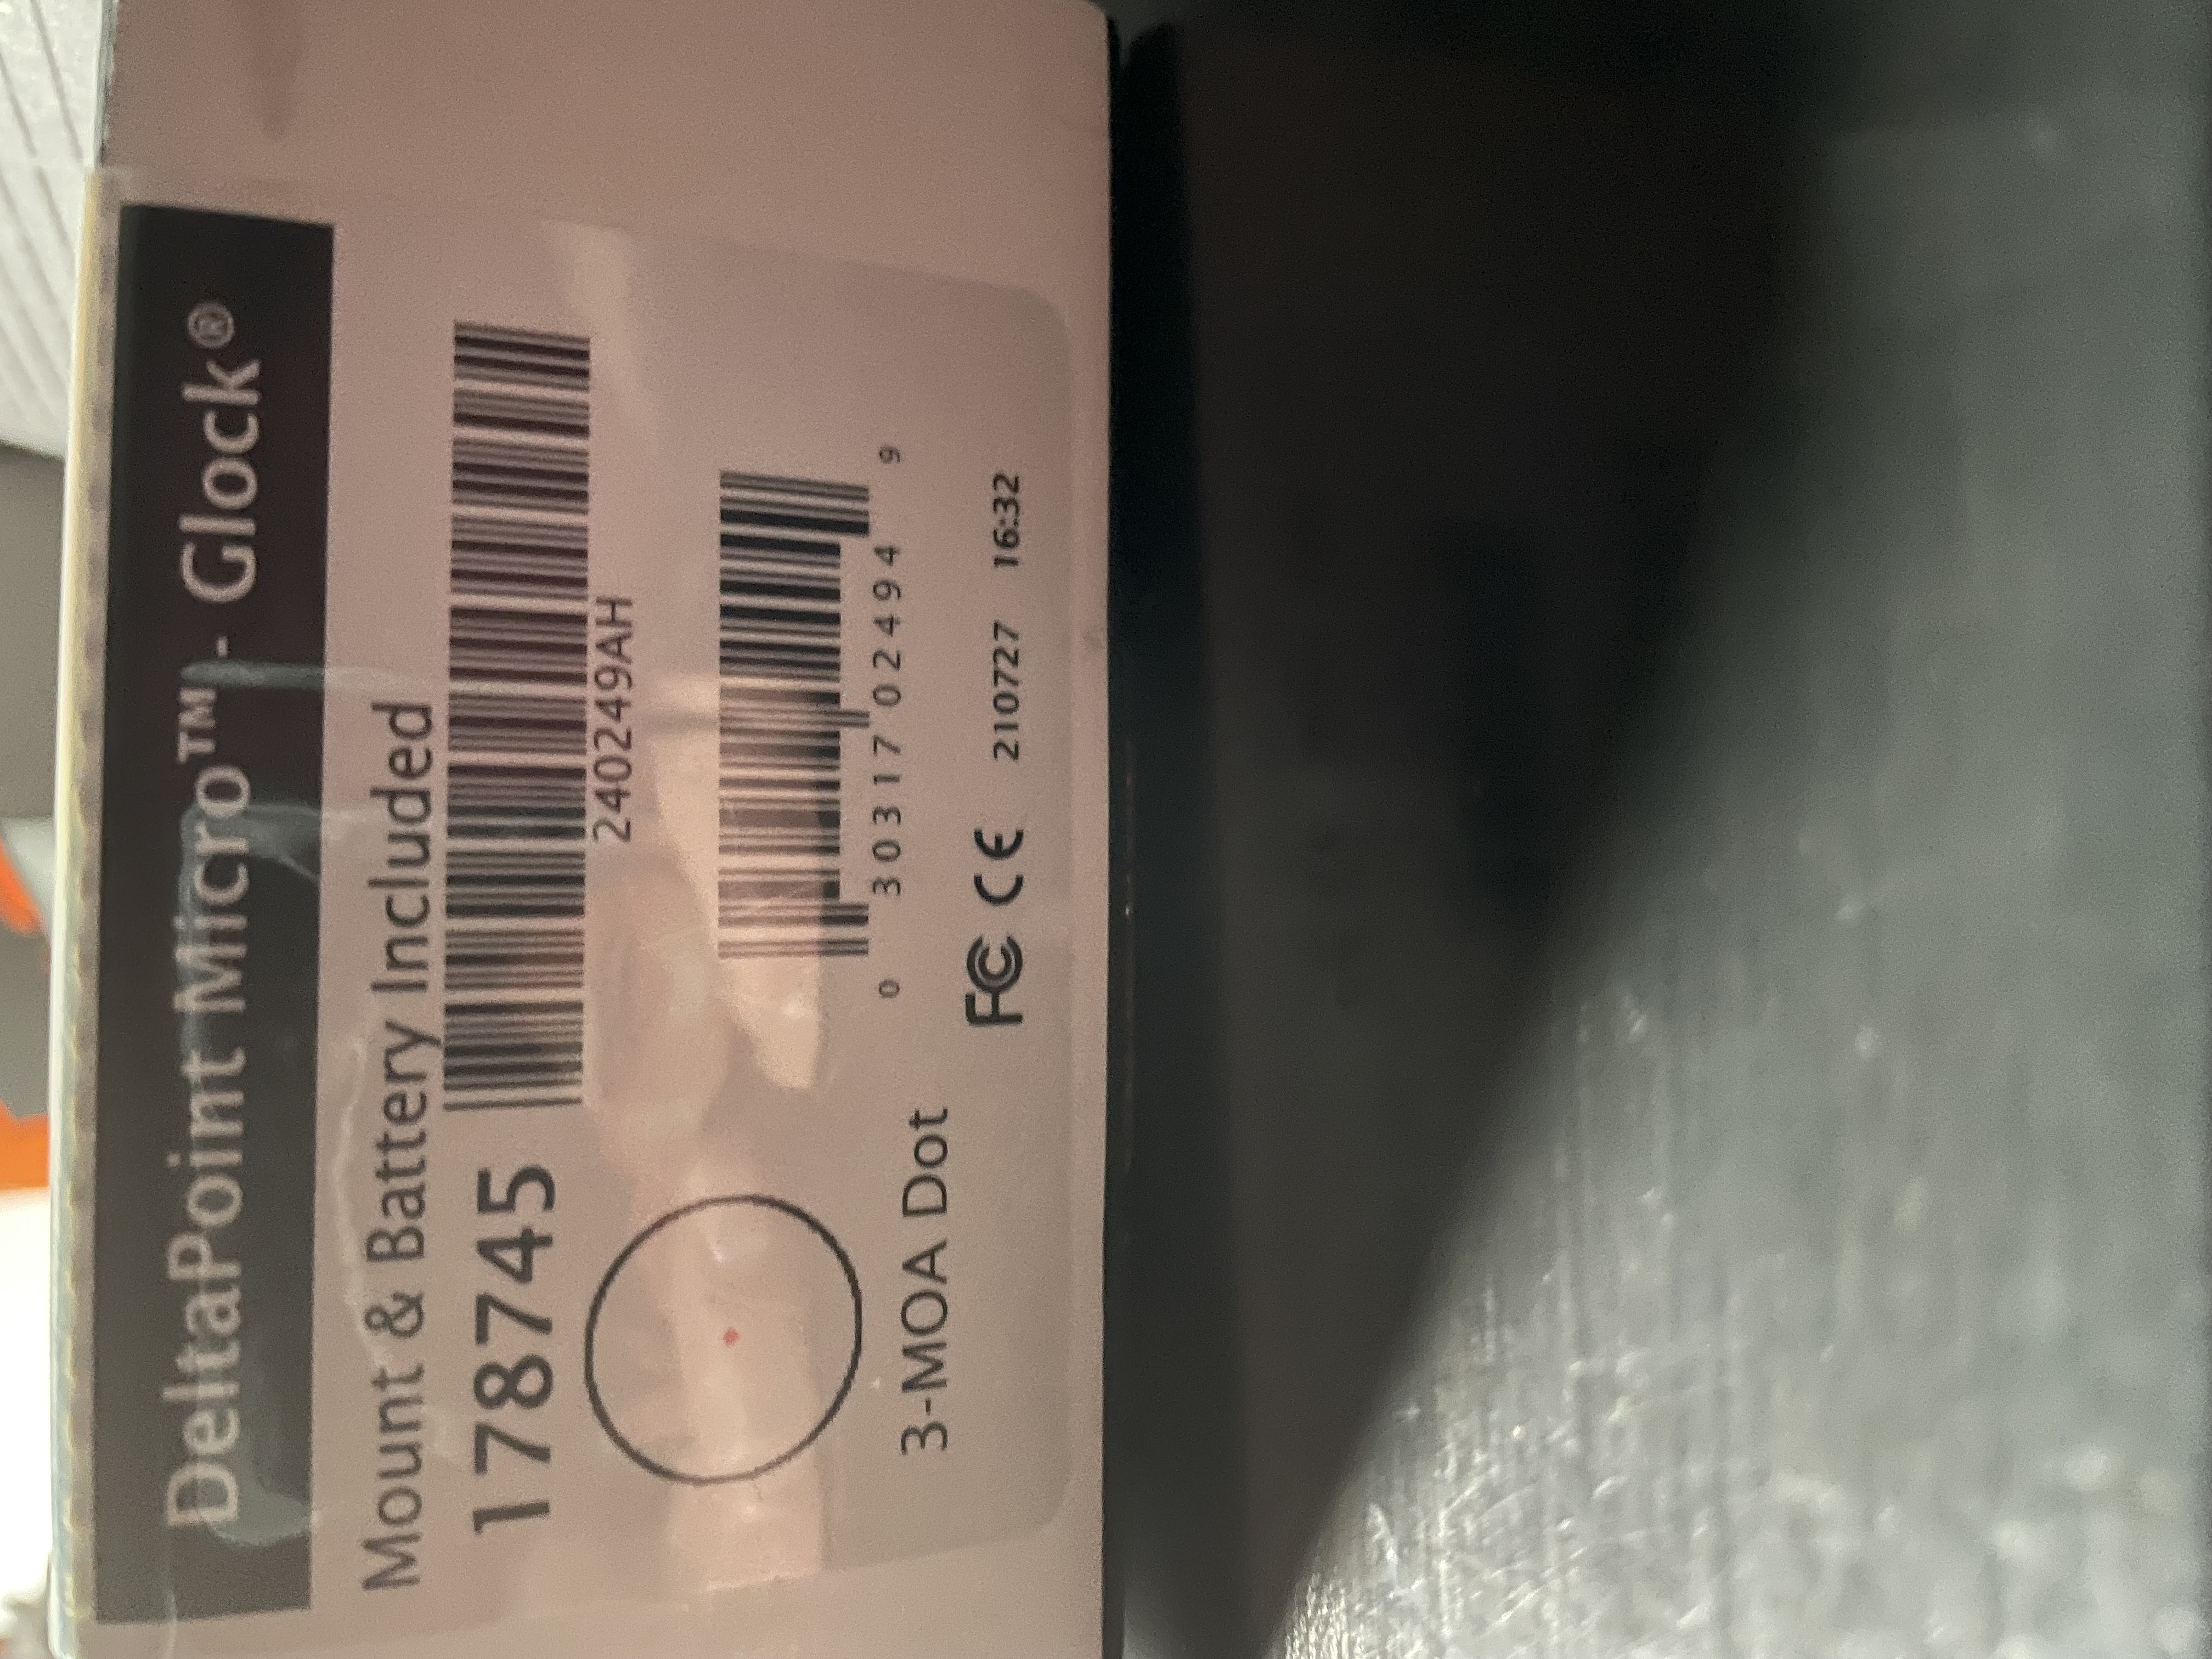 DeltaPoint Micro™ - Glock®
Mount & Battery Included
178745
240249AH
0 30317 02494 9
3-MOA Dot
FC CE 210727 16:32